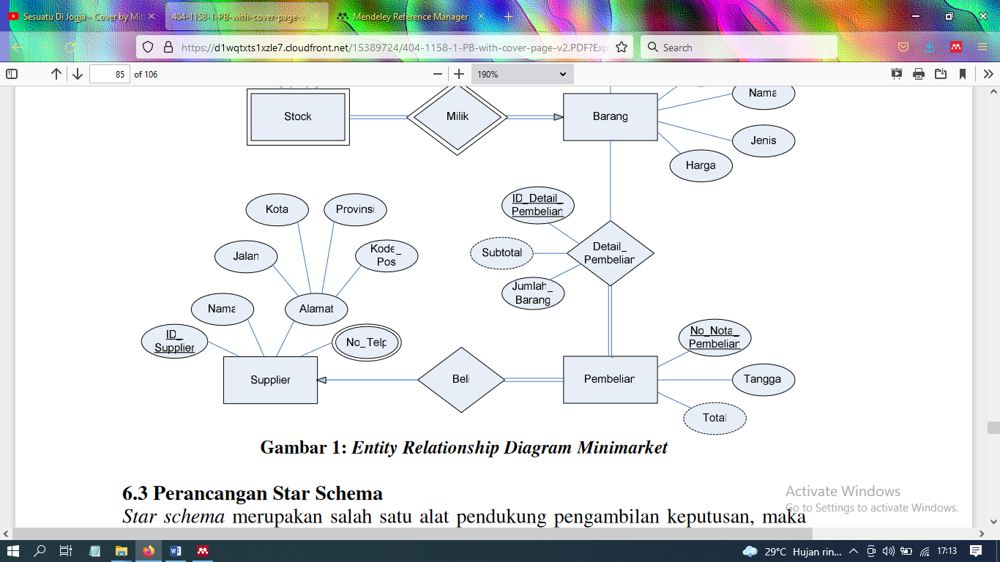 Sesuatu Di Jogja - Cover by Mi
404-1158-1-PB-with-cover-page-v
Mendeley Reference Manager
https://d1wqtxts1xzle7.cloudfront.net/15389724/404-1158-1-PB-with-cover-page-v2.PDF?Exp
Search
85 of 106
190%
Stock
Milik
Barang
Nama
Jenis
Harga
Kota
Provinsi
Jalan
Kode_
Pos
Nama
Alamat
ID_
Supplier
No_Telp
Supplier
Beli
ID_Detail_
Pembelian
Subtotal
Jumlah_
Barang
Detail_
Pembelian
Pembelian
No_Nota_
Pembelian
Tangga
Total
Gambar 1: Entity Relationship Diagram Minimarket
6.3 Perancangan Star Schema
Star schema merupakan salah satu alat pendukung pengambilan keputusan, maka
Activate Windows
Go to Settings to activate Windows.
29°C Hujan rin...
17:13